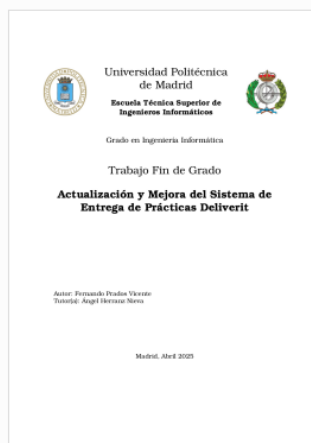 Universidad Politécnica
de Madrid
Escuela Técnica Superior de
Ingenieros Informáticos
Grado en Ingeniería Informática
Trabajo Fin de Grado
Actualización y Mejora del Sistema de
Entrega de Prácticas Deliverit
Autor: Fernando Prados Vicente
Tutor(a): Ángel Herranz Nieva
Madrid, Abril 2025